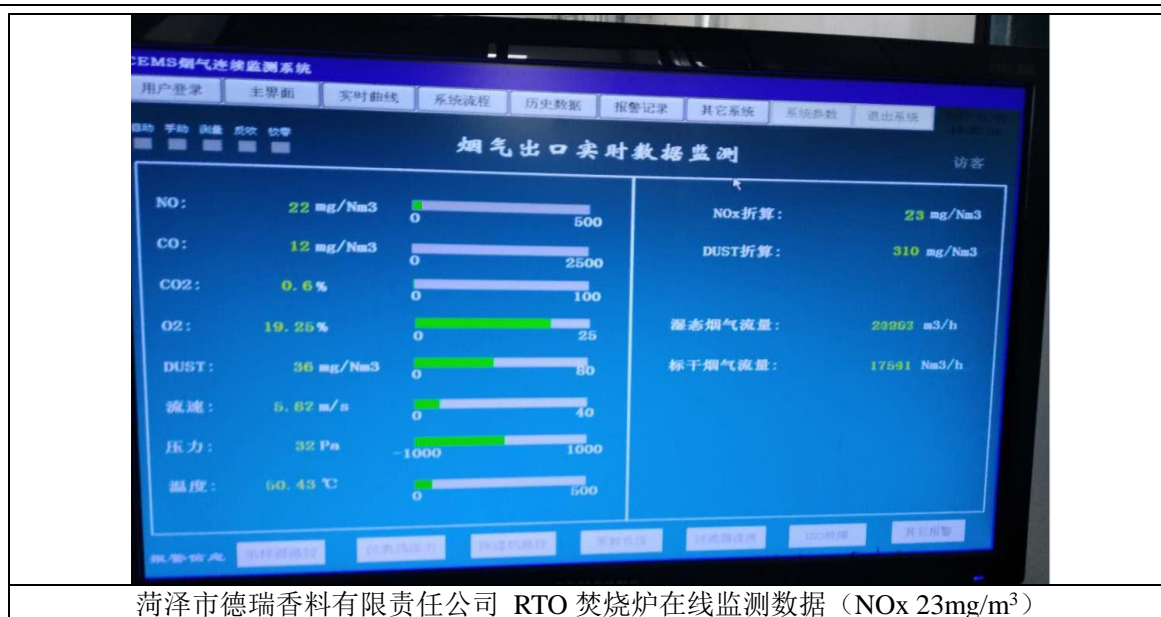 CEMS烟气连续监测系统
用户登录 主界面 实时曲线 系统流程 历史数据 报警记录 其它系统 系统参数 退出系统
自动 手动 测量 反吹 校零
烟气出口实时数据监测
访客
NO: 22 mg/Nm3 0 500
CO: 12 mg/Nm3 0 2500
CO2: 0.6% 0 100
O2: 19.25% 0 25
DUST: 36 mg/Nm3 0 80
流速: 5.82 m/s 0 40
压力: 32 Pa -1000 1000
温度: 50.43 ℃ 0 500
NOx折算: 23 mg/Nm3
DUST折算: 310 mg/Nm3
湿态烟气流量: m3/h
标干烟气流量: 17591 Nm3/h
报警信息 其它报警
菏泽市德瑞香料有限责任公司 RTO 焚烧炉在线监测数据（NOx 23mg/m³）